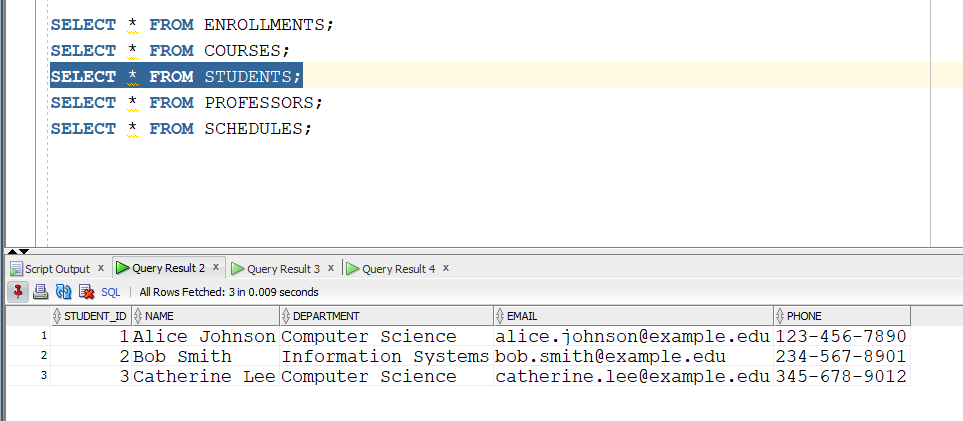 SELECT * FROM ENROLLMENTS;
SELECT * FROM COURSES;
SELECT * FROM STUDENTS;
SELECT * FROM PROFESSORS;
SELECT * FROM SCHEDULES;
Script Output x Query Result 2 x Query Result 3 x Query Result 4 x
SQL | All Rows Fetched: 3 in 0.009 seconds
STUDENT_ID NAME DEPARTMENT EMAIL PHONE
1 1 Alice Johnson Computer Science alice.johnson@example.edu 123-456-7890
2 2 Bob Smith Information Systems bob.smith@example.edu 234-567-8901
3 3 Catherine Lee Computer Science catherine.lee@example.edu 345-678-9012